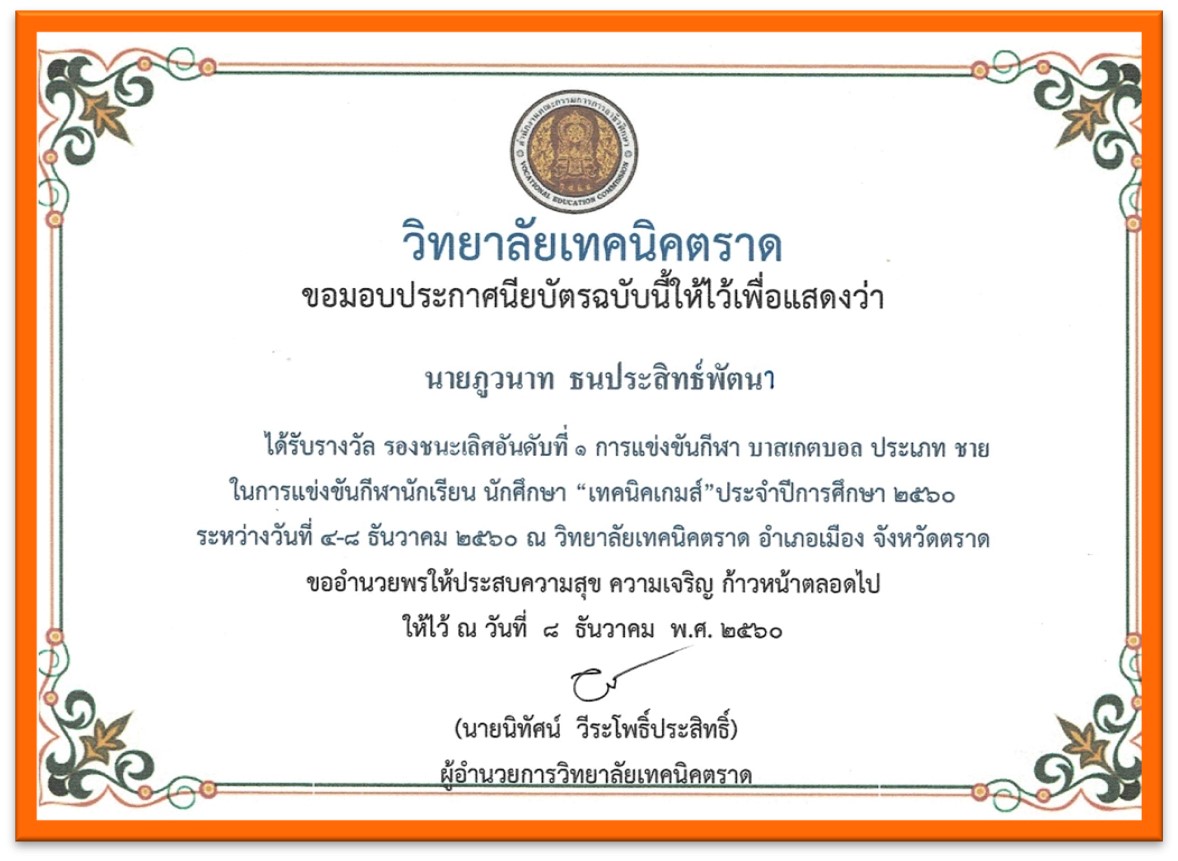 สำนักงานคณะกรรมการการอาชีวศึกษา
VOCATIONAL EDUCATION COMMISSION
วิทยาลัยเทคนิคตราด
ขอมอบประกาศนียบัตรฉบับนี้ให้ไว้เพื่อแสดงว่า
นายภูวนาท ธนประสิทธ์พัตนา
ได้รับรางวัล รองชนะเลิศอันดับที่ ๑ การแข่งขันกีฬา บาสเกตบอล ประเภท ชาย
ในการแข่งขันกีฬานักเรียน นักศึกษา “เทคนิคเกมส์”ประจำปีการศึกษา ๒๕๖๐
ระหว่างวันที่ ๔-๘ ธันวาคม ๒๕๖๐ ณ วิทยาลัยเทคนิคตราด อำเภอเมือง จังหวัดตราด
ขออำนวยพรให้ประสบความสุข ความเจริญ ก้าวหน้าตลอดไป
ให้ไว้ ณ วันที่ ๘ ธันวาคม พ.ศ. ๒๕๖๐
(นายนิทัศน์ วีระโพธิ์ประสิทธิ์)
ผู้อำนวยการวิทยาลัยเทคนิคตราด